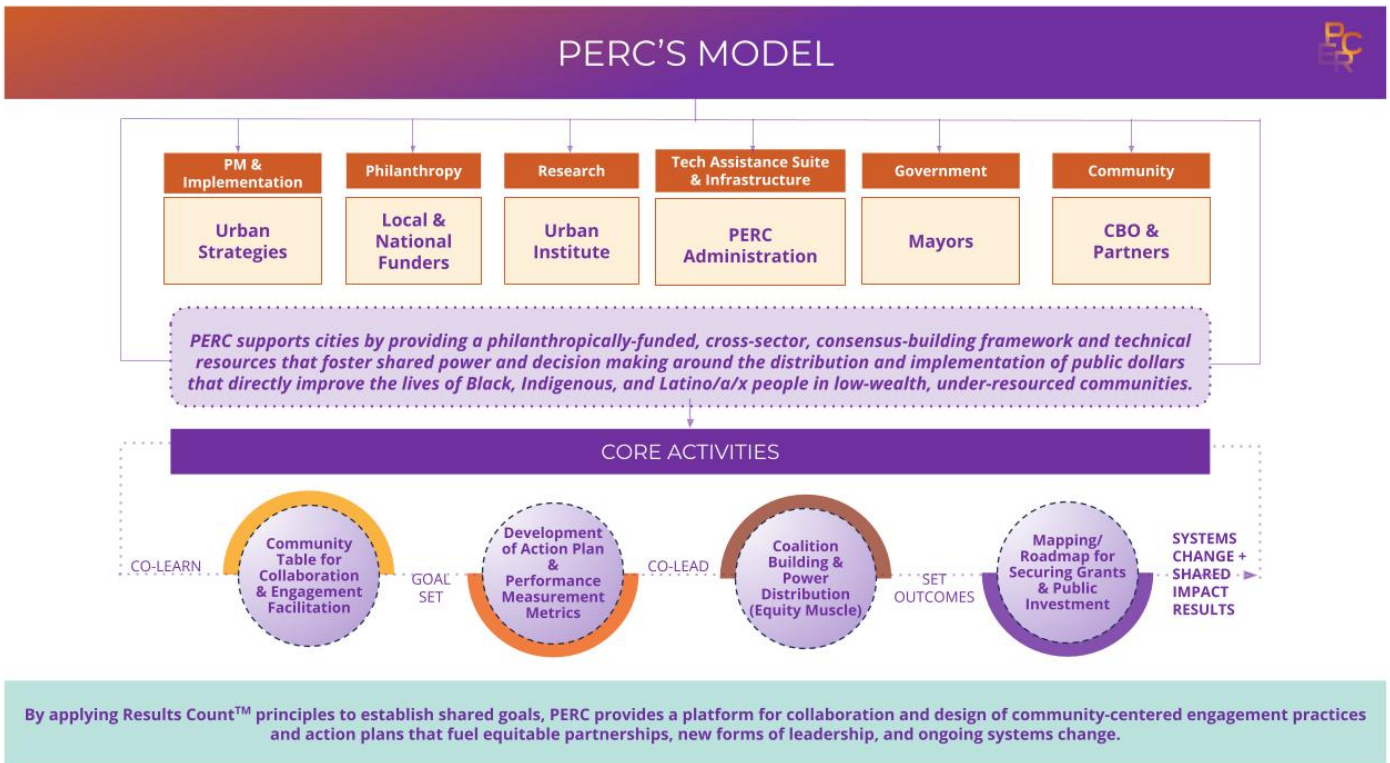 PERC'S MODEL
PCER
PM &
Implementation
Philanthropy
Research
Tech Assistance Suite
& Infrastructure
Government
Community
Urban
Strategies
Local &
National
Funders
Urban
Institute
PERC
Administration
Mayors
CBO &
Partners
PERC supports cities by providing a philanthropically-funded, cross-sector, consensus-building framework and technical
resources that foster shared power and decision making around the distribution and implementation of public dollars
that directly improve the lives of Black, Indigenous, and Latino/a/x people in low-wealth, under-resourced communities.
CORE ACTIVITIES
CO-LEARN
Community
Table for
Collaboration
& Engagement
Facilitation
GOAL
SET
Development
of Action Plan
&
Performance
Measurement
Metrics
CO-LEAD
Coalition
Building &
Power
Distribution
(Equity Muscle)
SET
OUTCOMES
Mapping/
Roadmap for
Securing Grants
& Public
Investment
SYSTEMS
CHANGE +
SHARED
IMPACT
RESULTS
By applying Results Count™ principles to establish shared goals, PERC provides a platform for collaboration and design of community-centered engagement practices
and action plans that fuel equitable partnerships, new forms of leadership, and ongoing systems change.